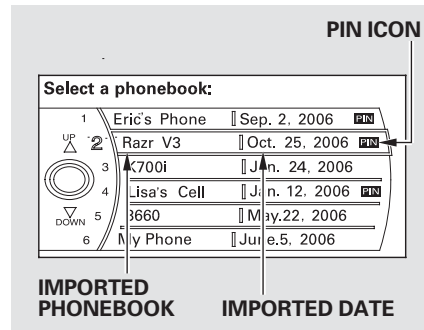 PIN ICON
Select a phonebook:
1 Eric's Phone Sep. 2, 2006 PIN
UP 2 Razr V3 Oct. 25, 2006 PIN
3 K700i Jan. 24, 2006
4 Lisa's Cell Jan. 12, 2006 PIN
DOWN 5 3660 May.22, 2006
6 My Phone June.5, 2006
IMPORTED PHONEBOOK
IMPORTED DATE